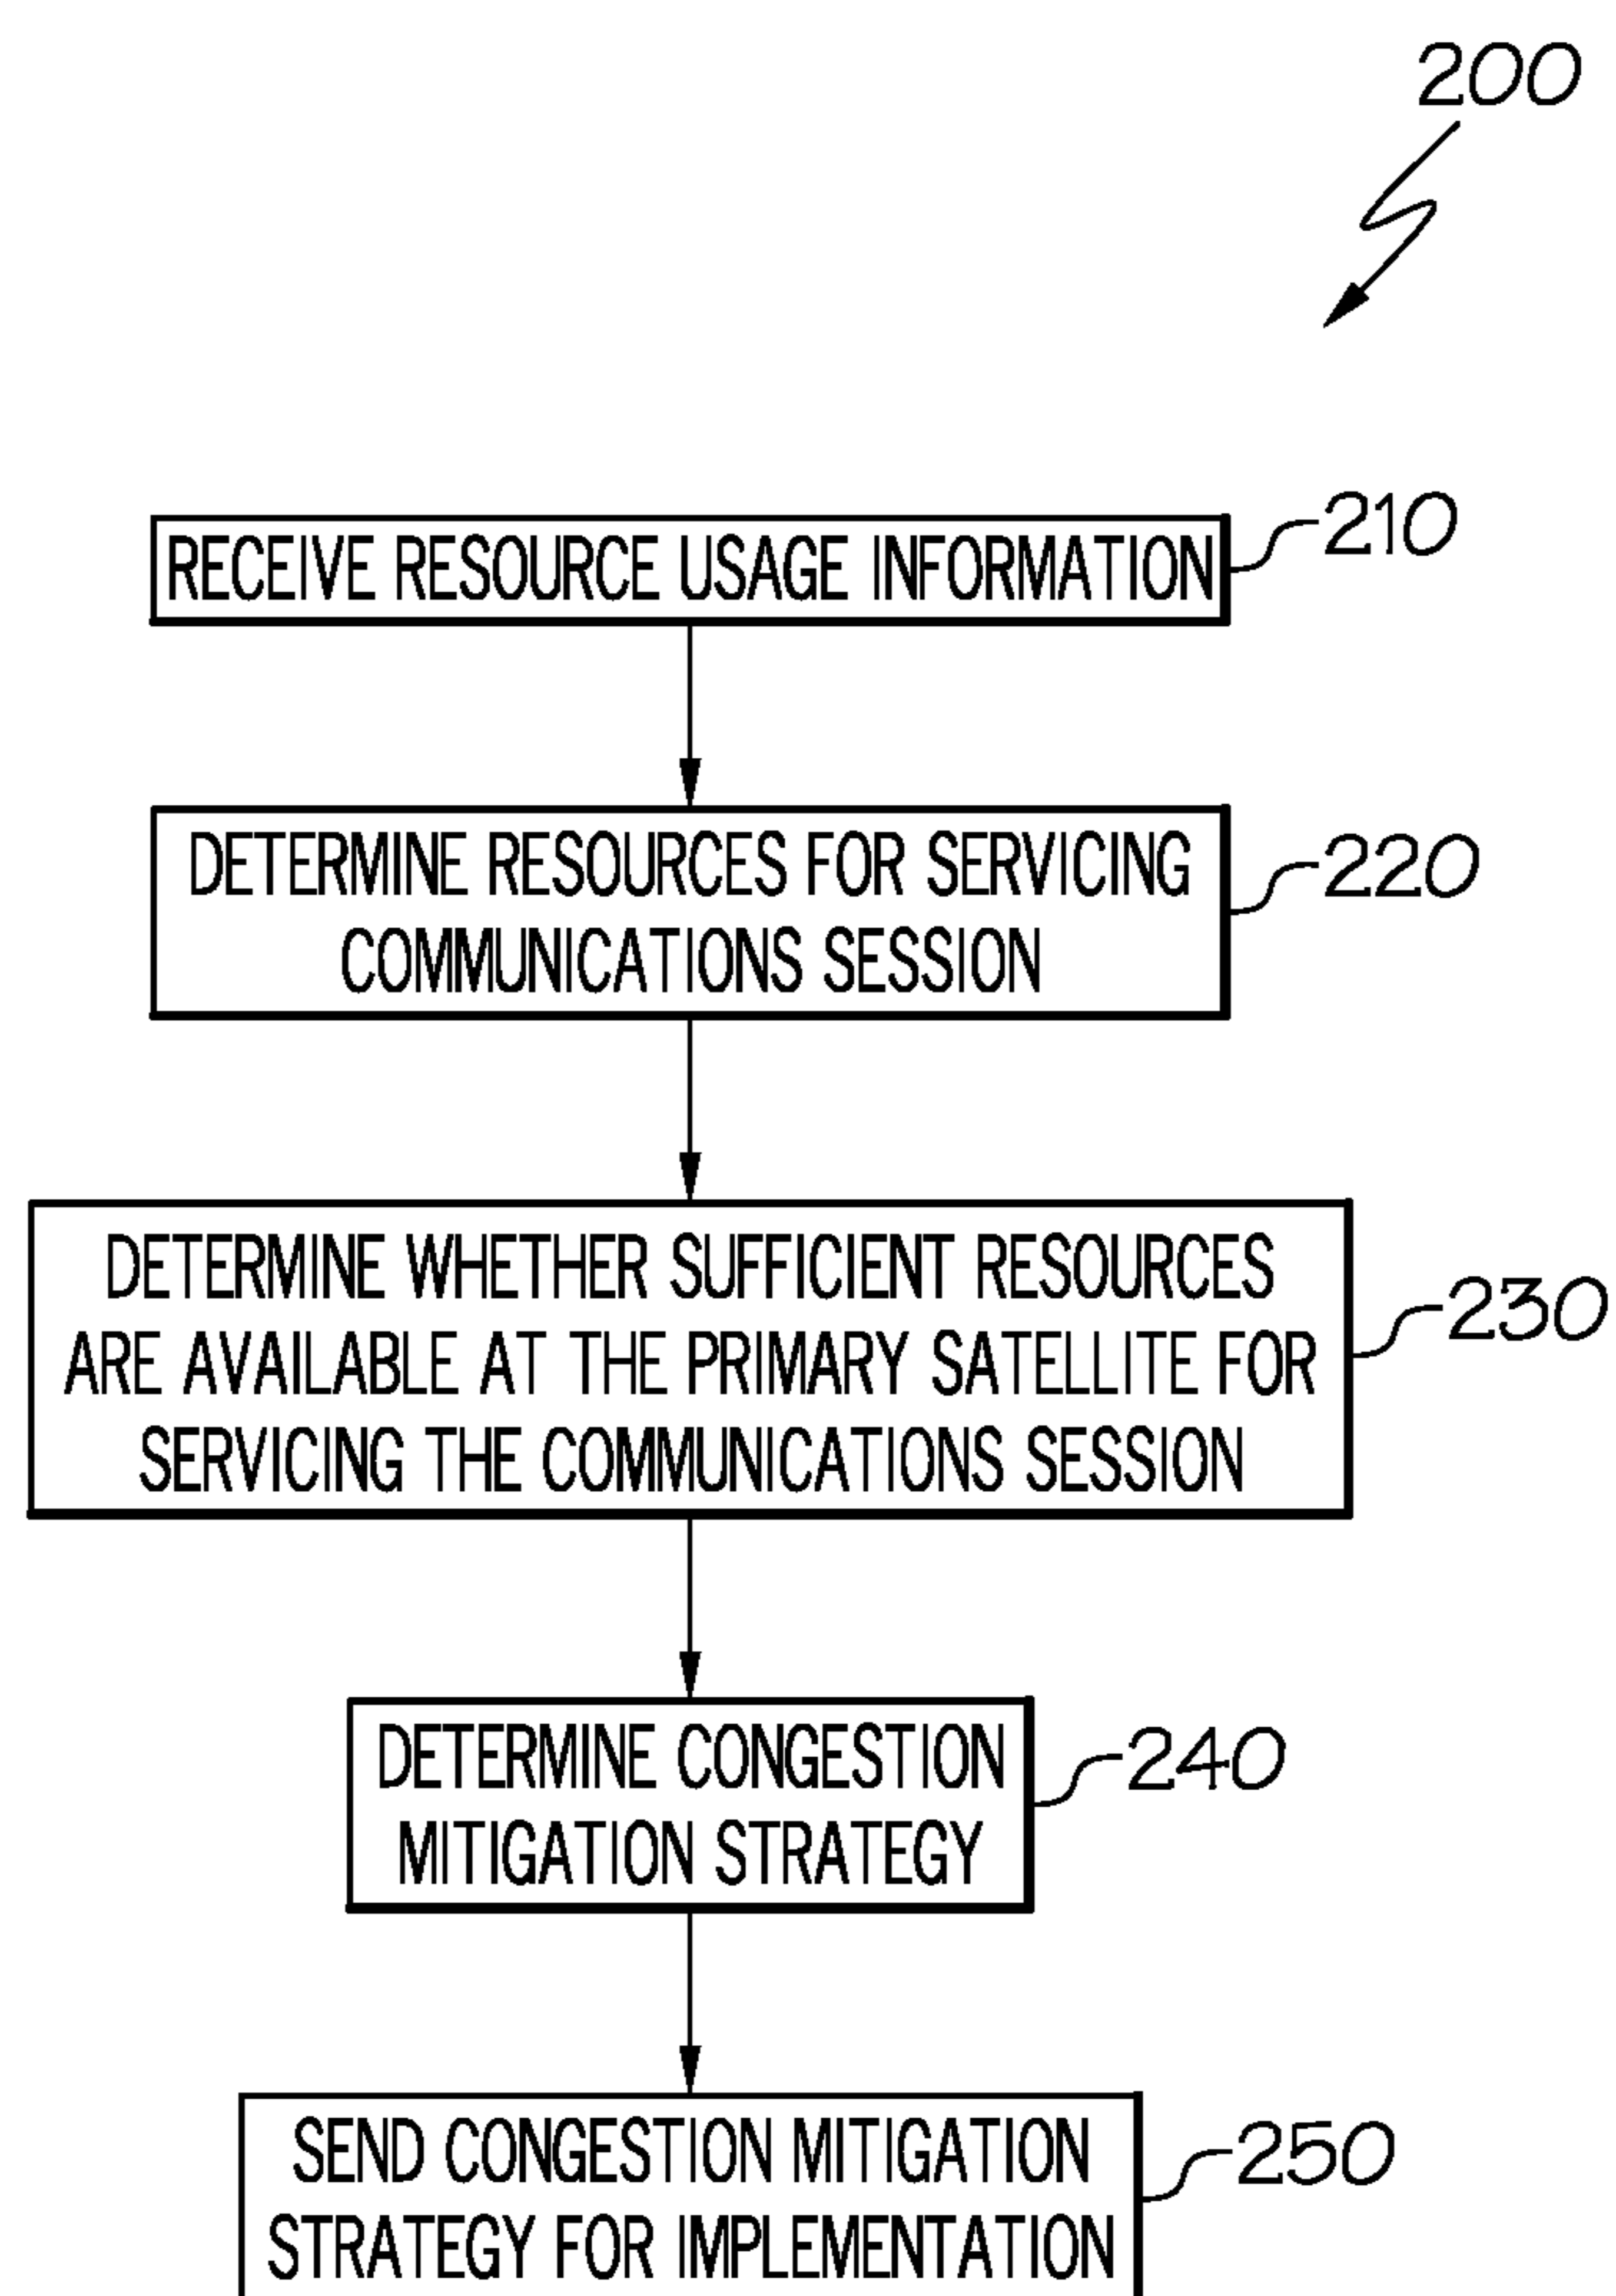 200
RECEIVE RESOURCE USAGE INFORMATION
210
DETERMINE RESOURCES FOR SERVICING
COMMUNICATIONS SESSION
220
DETERMINE WHETHER SUFFICIENT RESOURCES
ARE AVAILABLE AT THE PRIMARY SATELLITE FOR
SERVICING THE COMMUNICATIONS SESSION
230
DETERMINE CONGESTION
MITIGATION STRATEGY
240
SEND CONGESTION MITIGATION
STRATEGY FOR IMPLEMENTATION
250